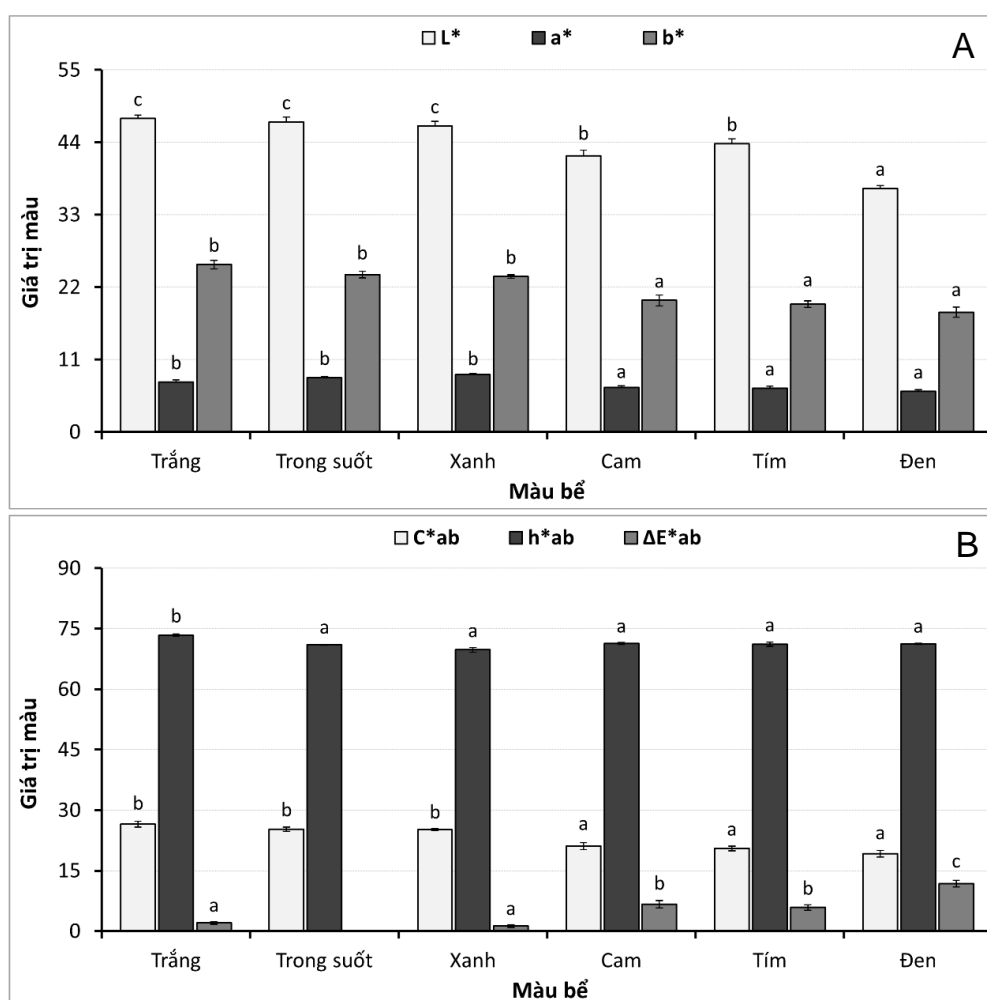 L* a* b* A
55
c c c b b a
44
33
b b b a a a
22
b b b a a a
11
0
Giá trị màu
Trắng Trong suốt Xanh Cam Tím Đen
Màu bể
C*ab h*ab ΔE*ab B
90
b a a a a a
75
60
45
b b b a a a
30
15
a a b b c
0
Giá trị màu
Trắng Trong suốt Xanh Cam Tím Đen
Màu bể